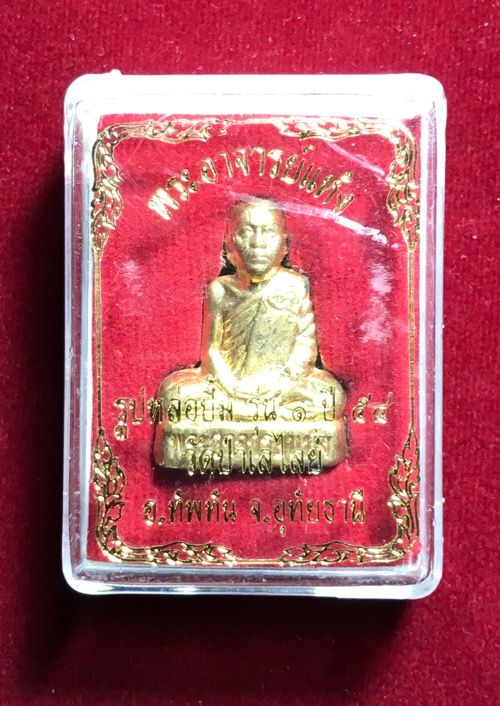 พระอาจารย์แหวง
รูปหล่อปั๊ม รุ่น ๑ ปี ๕๔
วัดป่าเลไลย์
อ.ทัพทัน จ.อุทัยธานี